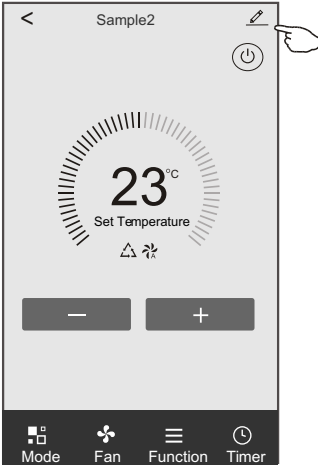 < Sample2
23°C
Set Temperature
A
− +
Mode Fan Function Timer